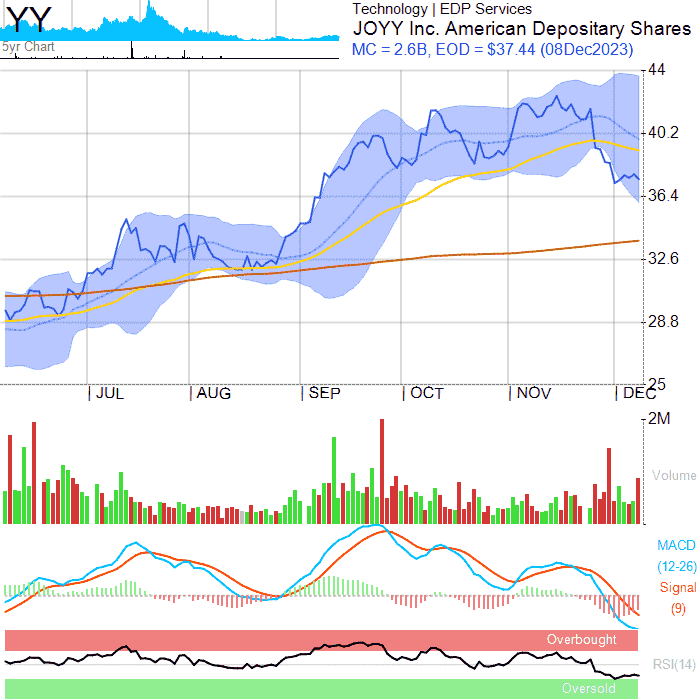 YY
Technology | EDP Services
JOYY Inc. American Depositary Shares
MC = 2.6B, EOD = $37.44 (08Dec2023)
5yr Chart
44
40.2
36.4
32.6
28.8
25
JUL
AUG
SEP
OCT
NOV
DEC
2M
Volume
MACD
(12-26)
Signal
(9)
Overbought
RSI(14)
Oversold